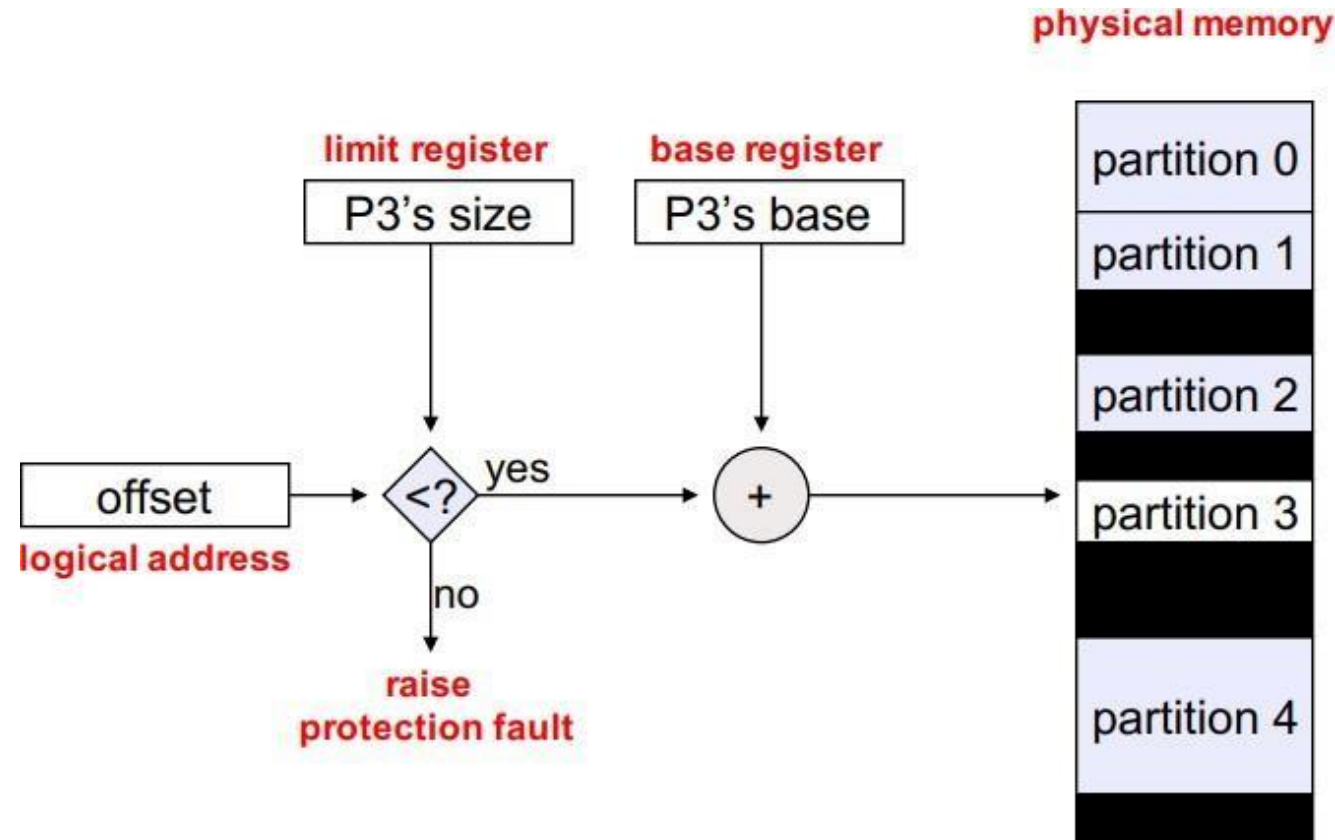 physical memory
limit register
base register
P3’s size
P3’s base
partition 0
partition 1
partition 2
partition 3
partition 4
offset
logical address
<?
yes
+
no
raise
protection fault